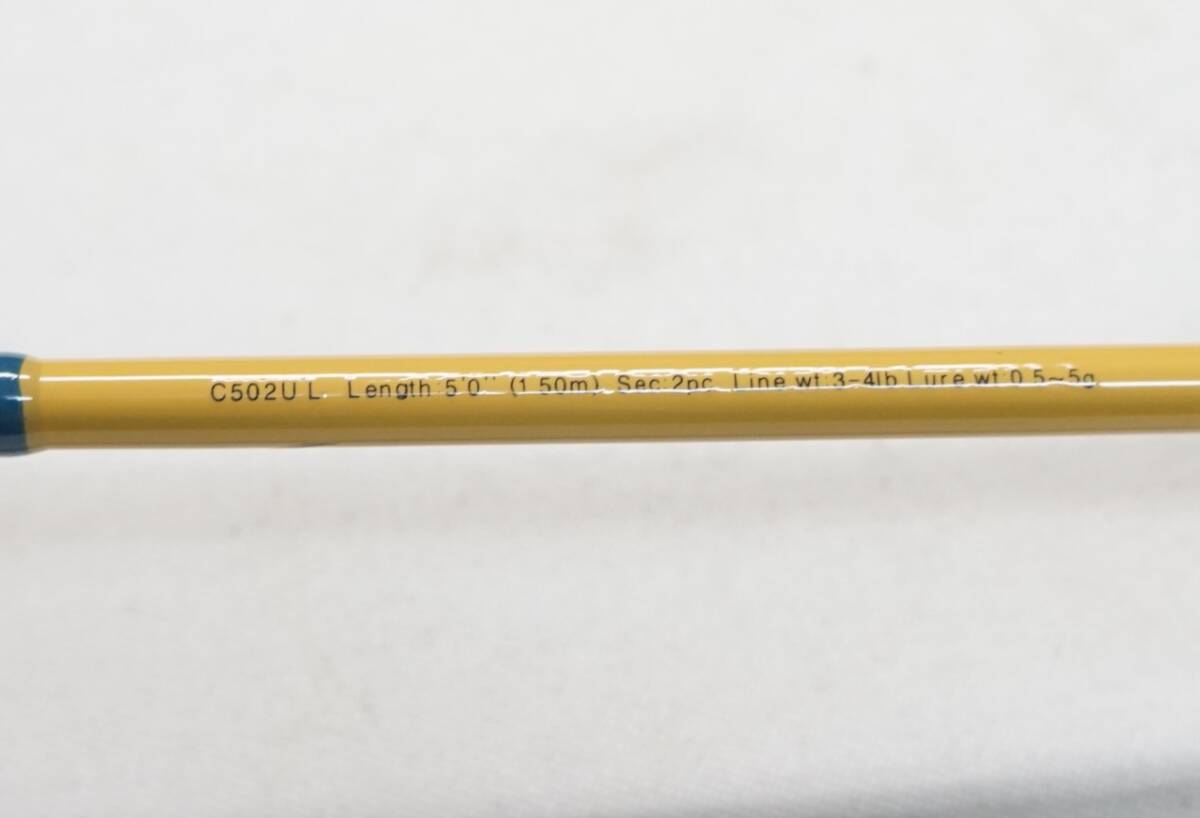 C502UL. Length:5'0'' (1.50m). Sec:2pc. Line wt:3-4lb Lure wt:0.5~5g